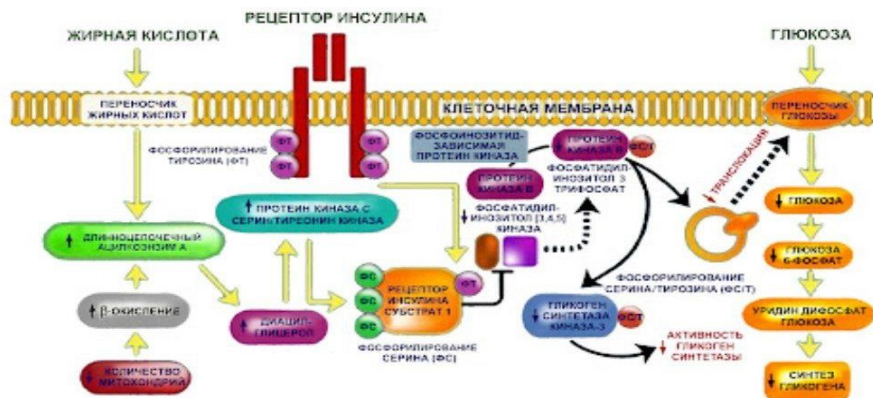 РЕЦЕПТОР ИНСУЛИНА
ЖИРНАЯ КИСЛОТА
ГЛЮКОЗА
ПЕРЕНОСЧИК
ЖИРНЫХ КИСЛОТ
КЛЕТОЧНАЯ МЕМБРАНА
ПЕРЕНОСЧИК
ГЛЮКОЗЫ
ФОСФОРИЛИРОВАНИЕ
ТИРОЗИНА (ФТ)
ФТ
ФТ
ФТ
ФТ
ФОСФОИНОЗИТИД-
ЗАВИСИМАЯ
ПРОТЕИН КИНАЗА
ПРОТЕИН
КИНАЗА В
ФС/Т
ФОСФАТИДИЛ-
ИНОЗИТОЛ 3
ТРИФОСФАТ
ПРОТЕИН
КИНАЗА В
ТРАНСЛОКАЦИЯ
ПРОТЕИН КИНАЗА С
СЕРИН/ТИРЕОНИН КИНАЗА
ФОСФАТИДИЛ-
ИНОЗИТОЛ [3,4,5]
КИНАЗА
ГЛЮКОЗА
ДЛИННОЦЕПОЧЕЧНЫЙ
АЦИЛКОЭНЗИМ А
ГЛЮКОЗА
6-ФОСФАТ
ФС
ФС
ФС
РЕЦЕПТОР
ИНСУЛИНА
СУБСТРАТ 1
ФТ
ФОСФОРИЛИРОВАНИЕ
СЕРИНА/ТИРОЗИНА (ФС/Т)
β-ОКИСЛЕНИЕ
ДИАЦИЛ-
ГЛИЦЕРОЛ
ГЛИКОГЕН
СИНТЕТАЗА
КИНАЗА-3
ФС/Т
УРИДИН ДИФОСФАТ
ГЛЮКОЗА
ФОСФОРИЛИРОВАНИЕ
СЕРИНА (ФС)
АКТИВНОСТЬ
ГЛИКОГЕН
СИНТЕТАЗЫ
КОЛИЧЕСТВО
МИТОХОНДРИЙ
СИНТЕЗ
ГЛИКОГЕНА